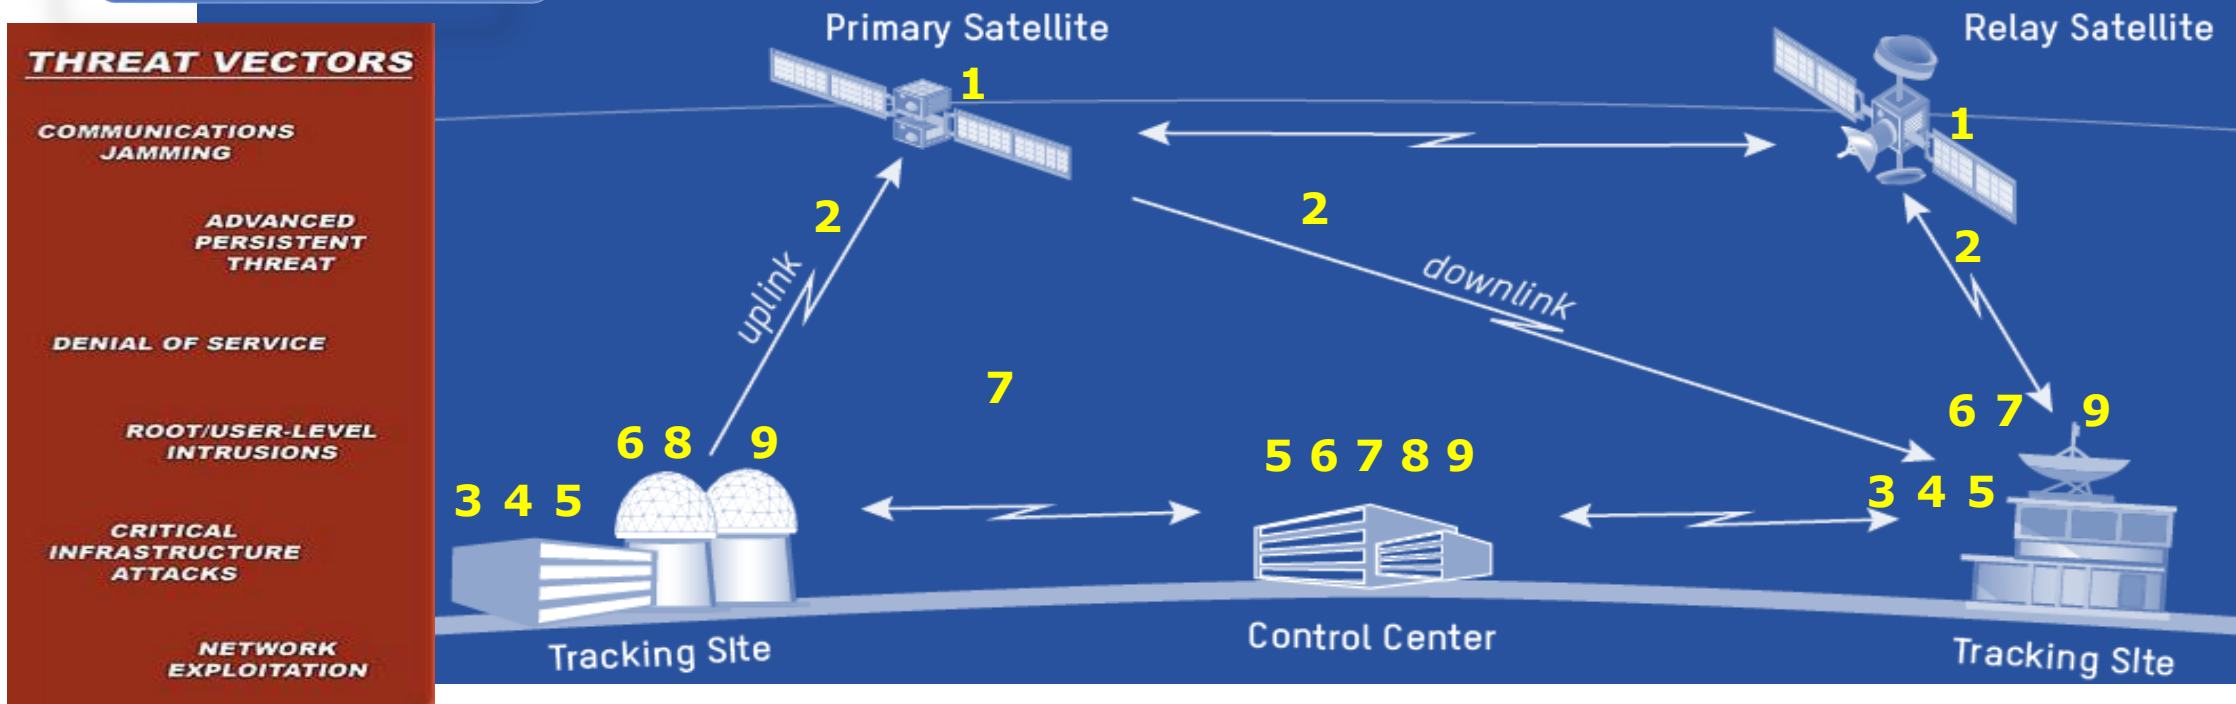 THREAT VECTORS
COMMUNICATIONS
JAMMING
ADVANCED
PERSISTENT
THREAT
DENIAL OF SERVICE
ROOT/USER-LEVEL
INTRUSIONS
CRITICAL
INFRASTRUCTURE
ATTACKS
NETWORK
EXPLOITATION
Primary Satellite
1
Relay Satellite
1
2
uplink
2
downlink
2
7
6 8 9
3 4 5
5 6 7 8 9
6 7 9
3 4 5
Tracking SIte
Control Center
Tracking SIte